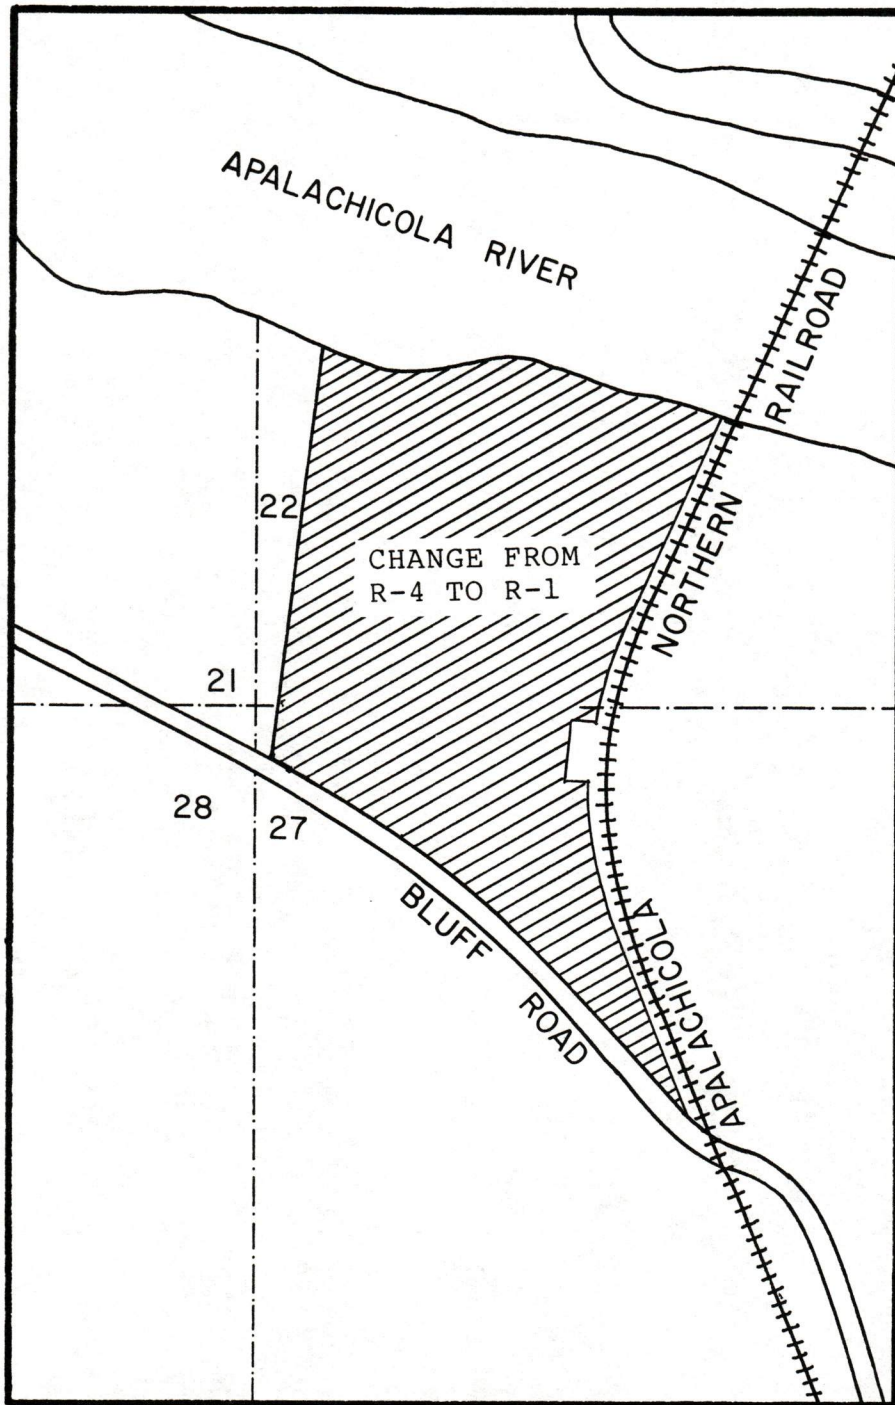 APALACHICOLA RIVER
RAILROAD
NORTHERN
22
CHANGE FROM
R-4 TO R-1
21
28
27
BLUFF
ROAD
APALACHICOLA